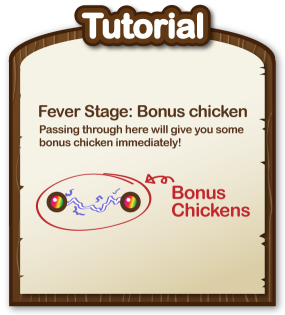 Tutorial
Fever Stage: Bonus chicken
Passing through here will give you some
bonus chicken immediately!
Bonus
Chickens